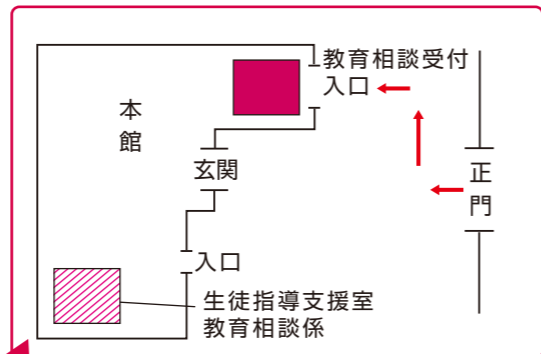 教育相談受付
入口
本館
玄関
正門
入口
生徒指導支援室
教育相談係